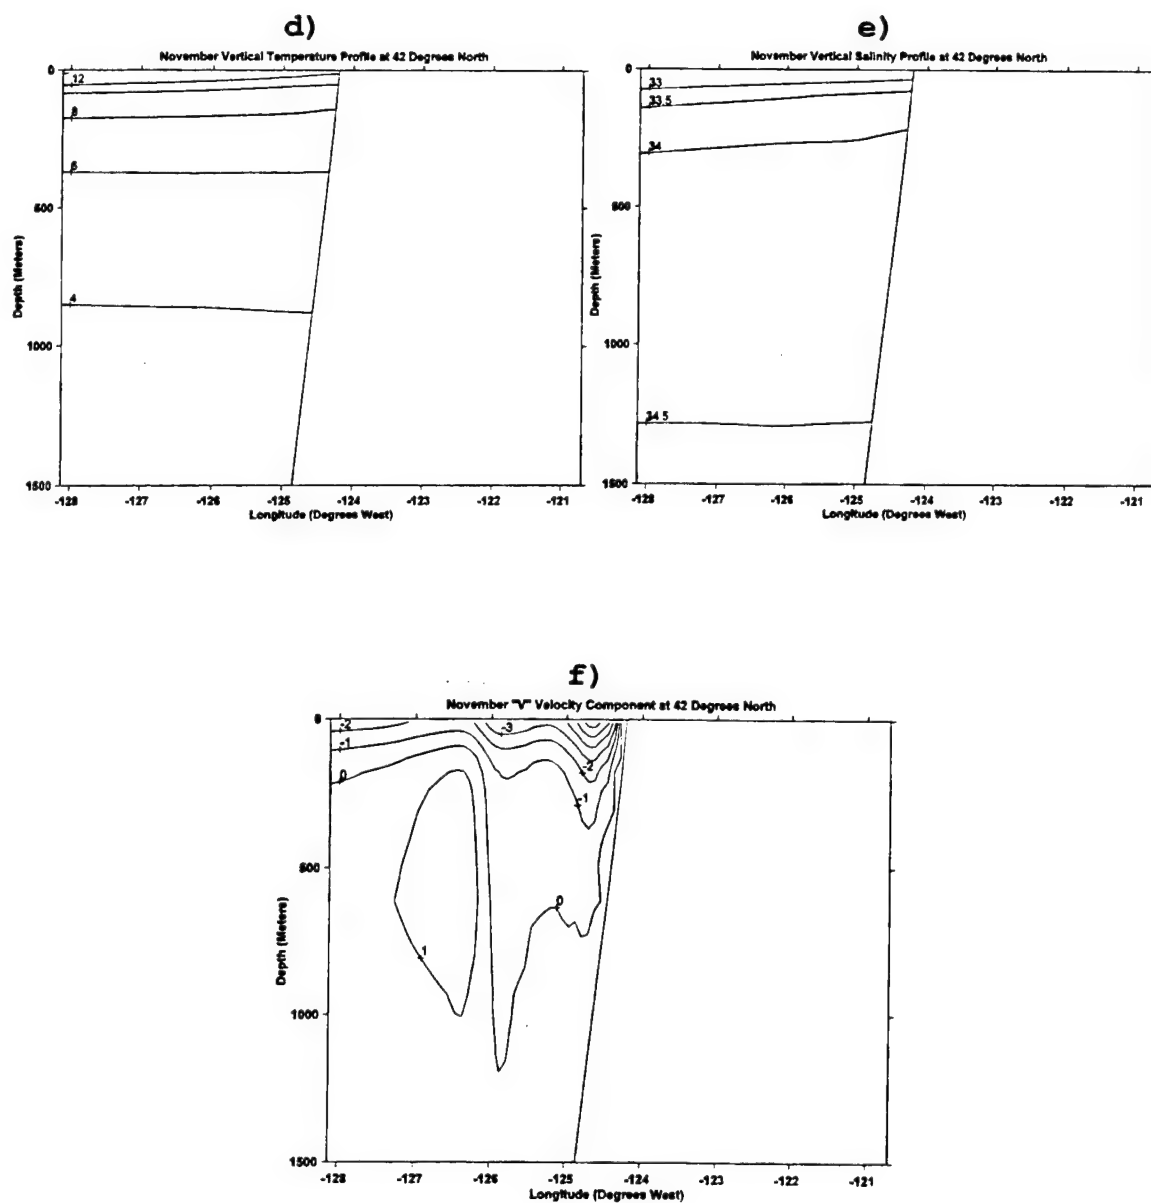 d)
November Vertical Temperature Profile at 42 Degrees North
0
12
8
6
500
4
1000
1500
Depth (Meters)
-128 -127 -126 -125 -124 -123 -122 -121
Longitude (Degrees West)
e)
November Vertical Salinity Profile at 42 Degrees North
0
33
33.5
34
500
1000
34.5
1500
Depth (Meters)
-128 -127 -126 -125 -124 -123 -122 -121
Longitude (Degrees West)
f)
November "V" Velocity Component at 42 Degrees North
0
-2
-3
-1
-2
0
-1
500
0
1
1000
1500
Depth (Meters)
-128 -127 -126 -125 -124 -123 -122 -121
Longitude (Degrees West)